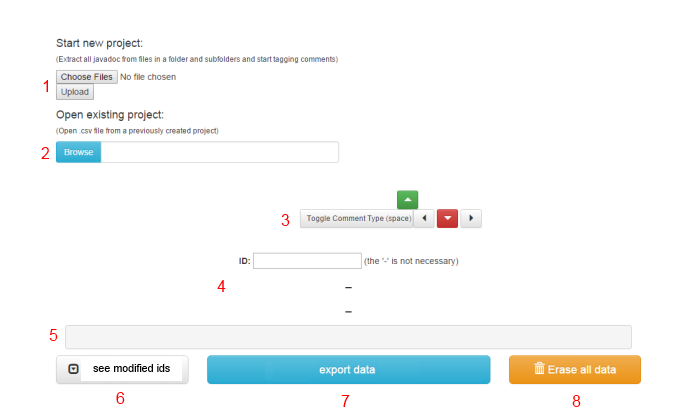 Start new project:
(Extract all javadoc from files in a folder and subfolders and start tagging comments)
1 Choose Files No file chosen
Upload
Open existing project:
(Open .csv file from a previously created project)
2 Browse
3 Toggle Comment Type (space)
ID: (the '-' is not necessary)
4
–
–
5
see modified ids export data Erase all data
6 7 8